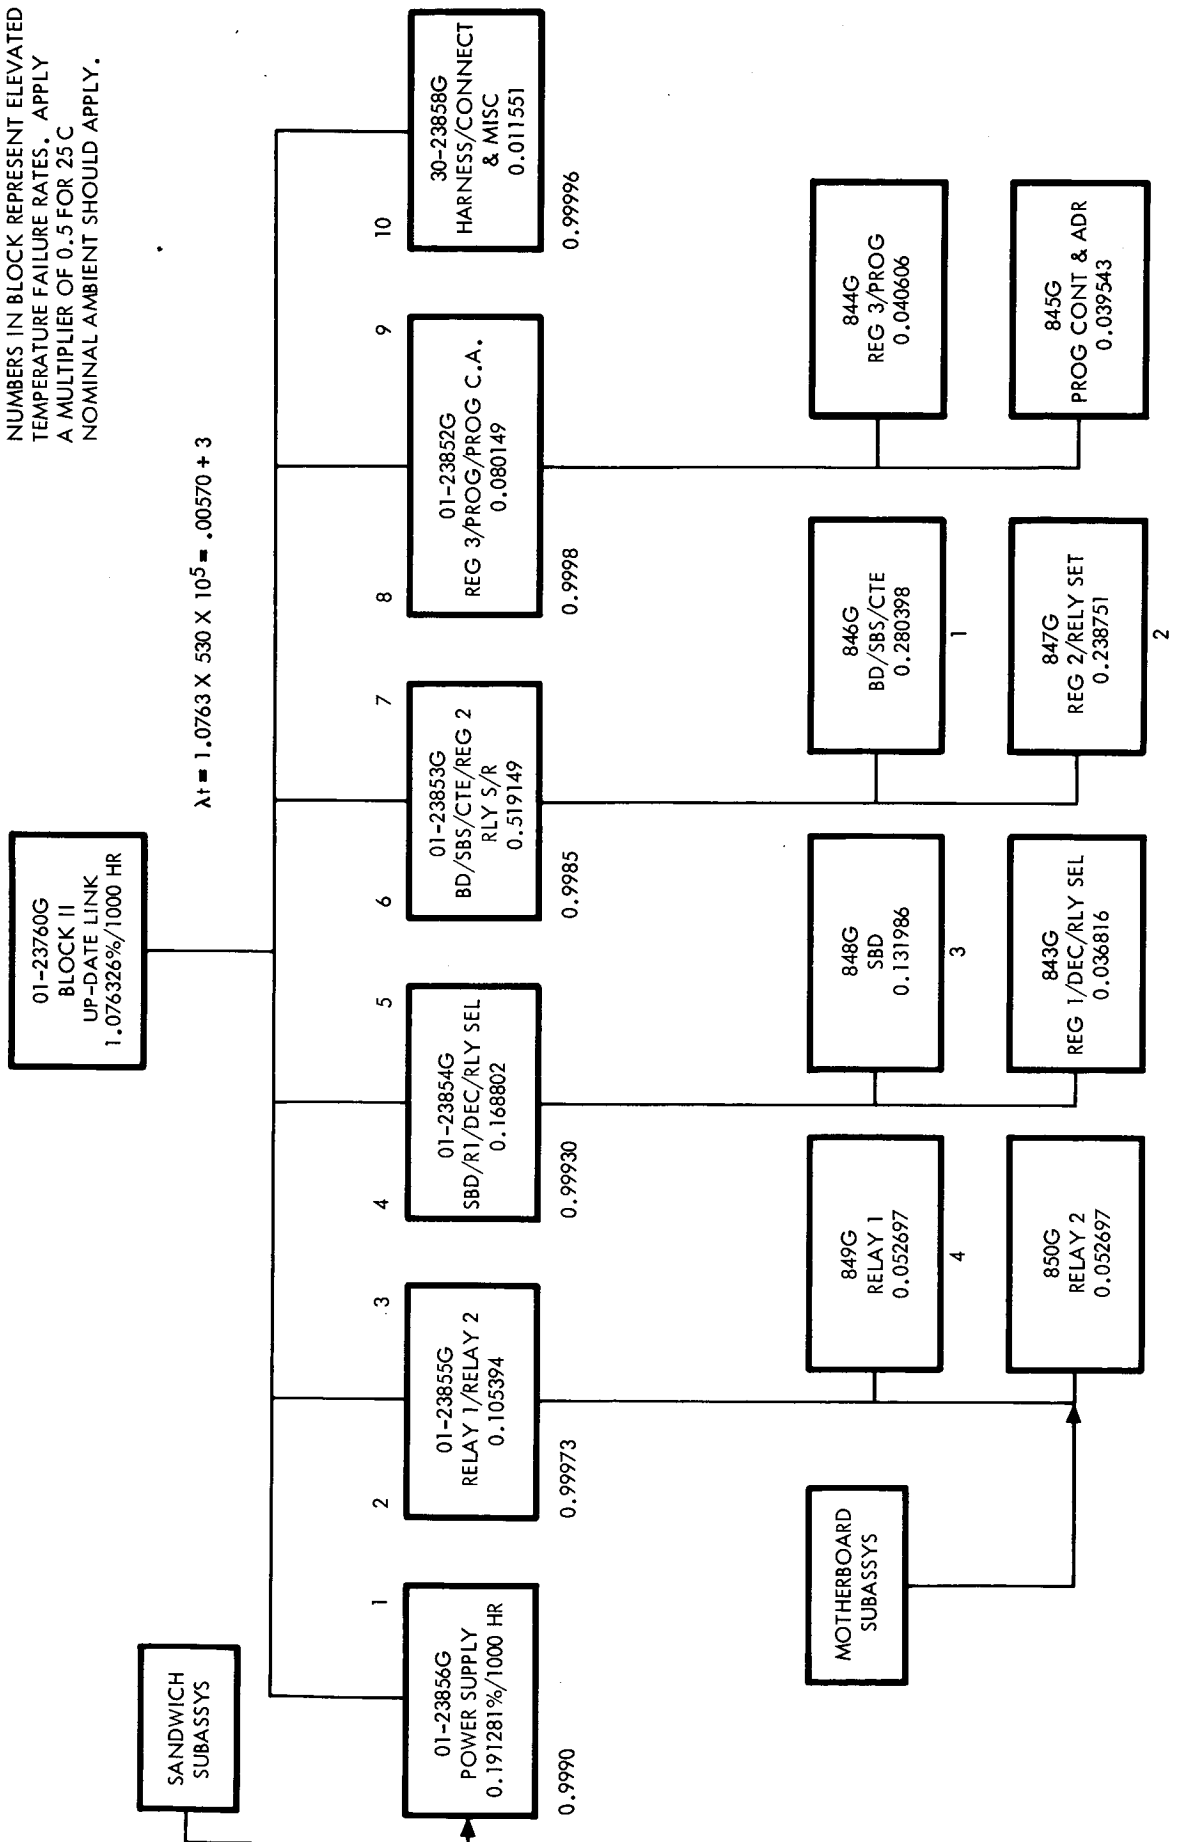 NUMBERS IN BLOCK REPRESENT ELEVATED
TEMPERATURE FAILURE RATES. APPLY
A MULTIPLIER OF 0.5 FOR 25 C
NOMINAL AMBIENT SHOULD APPLY.
01-23760G
BLOCK II
UP-DATE LINK
1.076326%/1000 HR
λt = 1.0763 X 530 X 10⁵ = .00570 + 3
SANDWICH
SUBASSYS
1
01-23856G
POWER SUPPLY
0.191281%/1000 HR
0.9990
2
3
01-23855G
RELAY 1/RELAY 2
0.105394
0.99973
4
5
01-23854G
SBD/R1/DEC/RLY SEL
0.168802
0.99930
6
7
01-23853G
BD/SBS/CTE/REG 2
RLY S/R
0.519149
0.9985
8
9
01-23852G
REG 3/PROG/PROG C.A.
0.080149
0.9998
10
30-23858G
HARNESS/CONNECT
& MISC
0.011551
0.99996
MOTHERBOARD
SUBASSYS
849G
RELAY 1
0.052697
4
850G
RELAY 2
0.052697
848G
SBD
0.131986
3
843G
REG 1/DEC/RLY SEL
0.036816
846G
BD/SBS/CTE
0.280398
1
847G
REG 2/RELY SET
0.238751
2
844G
REG 3/PROG
0.040606
845G
PROG CONT & ADR
0.039543